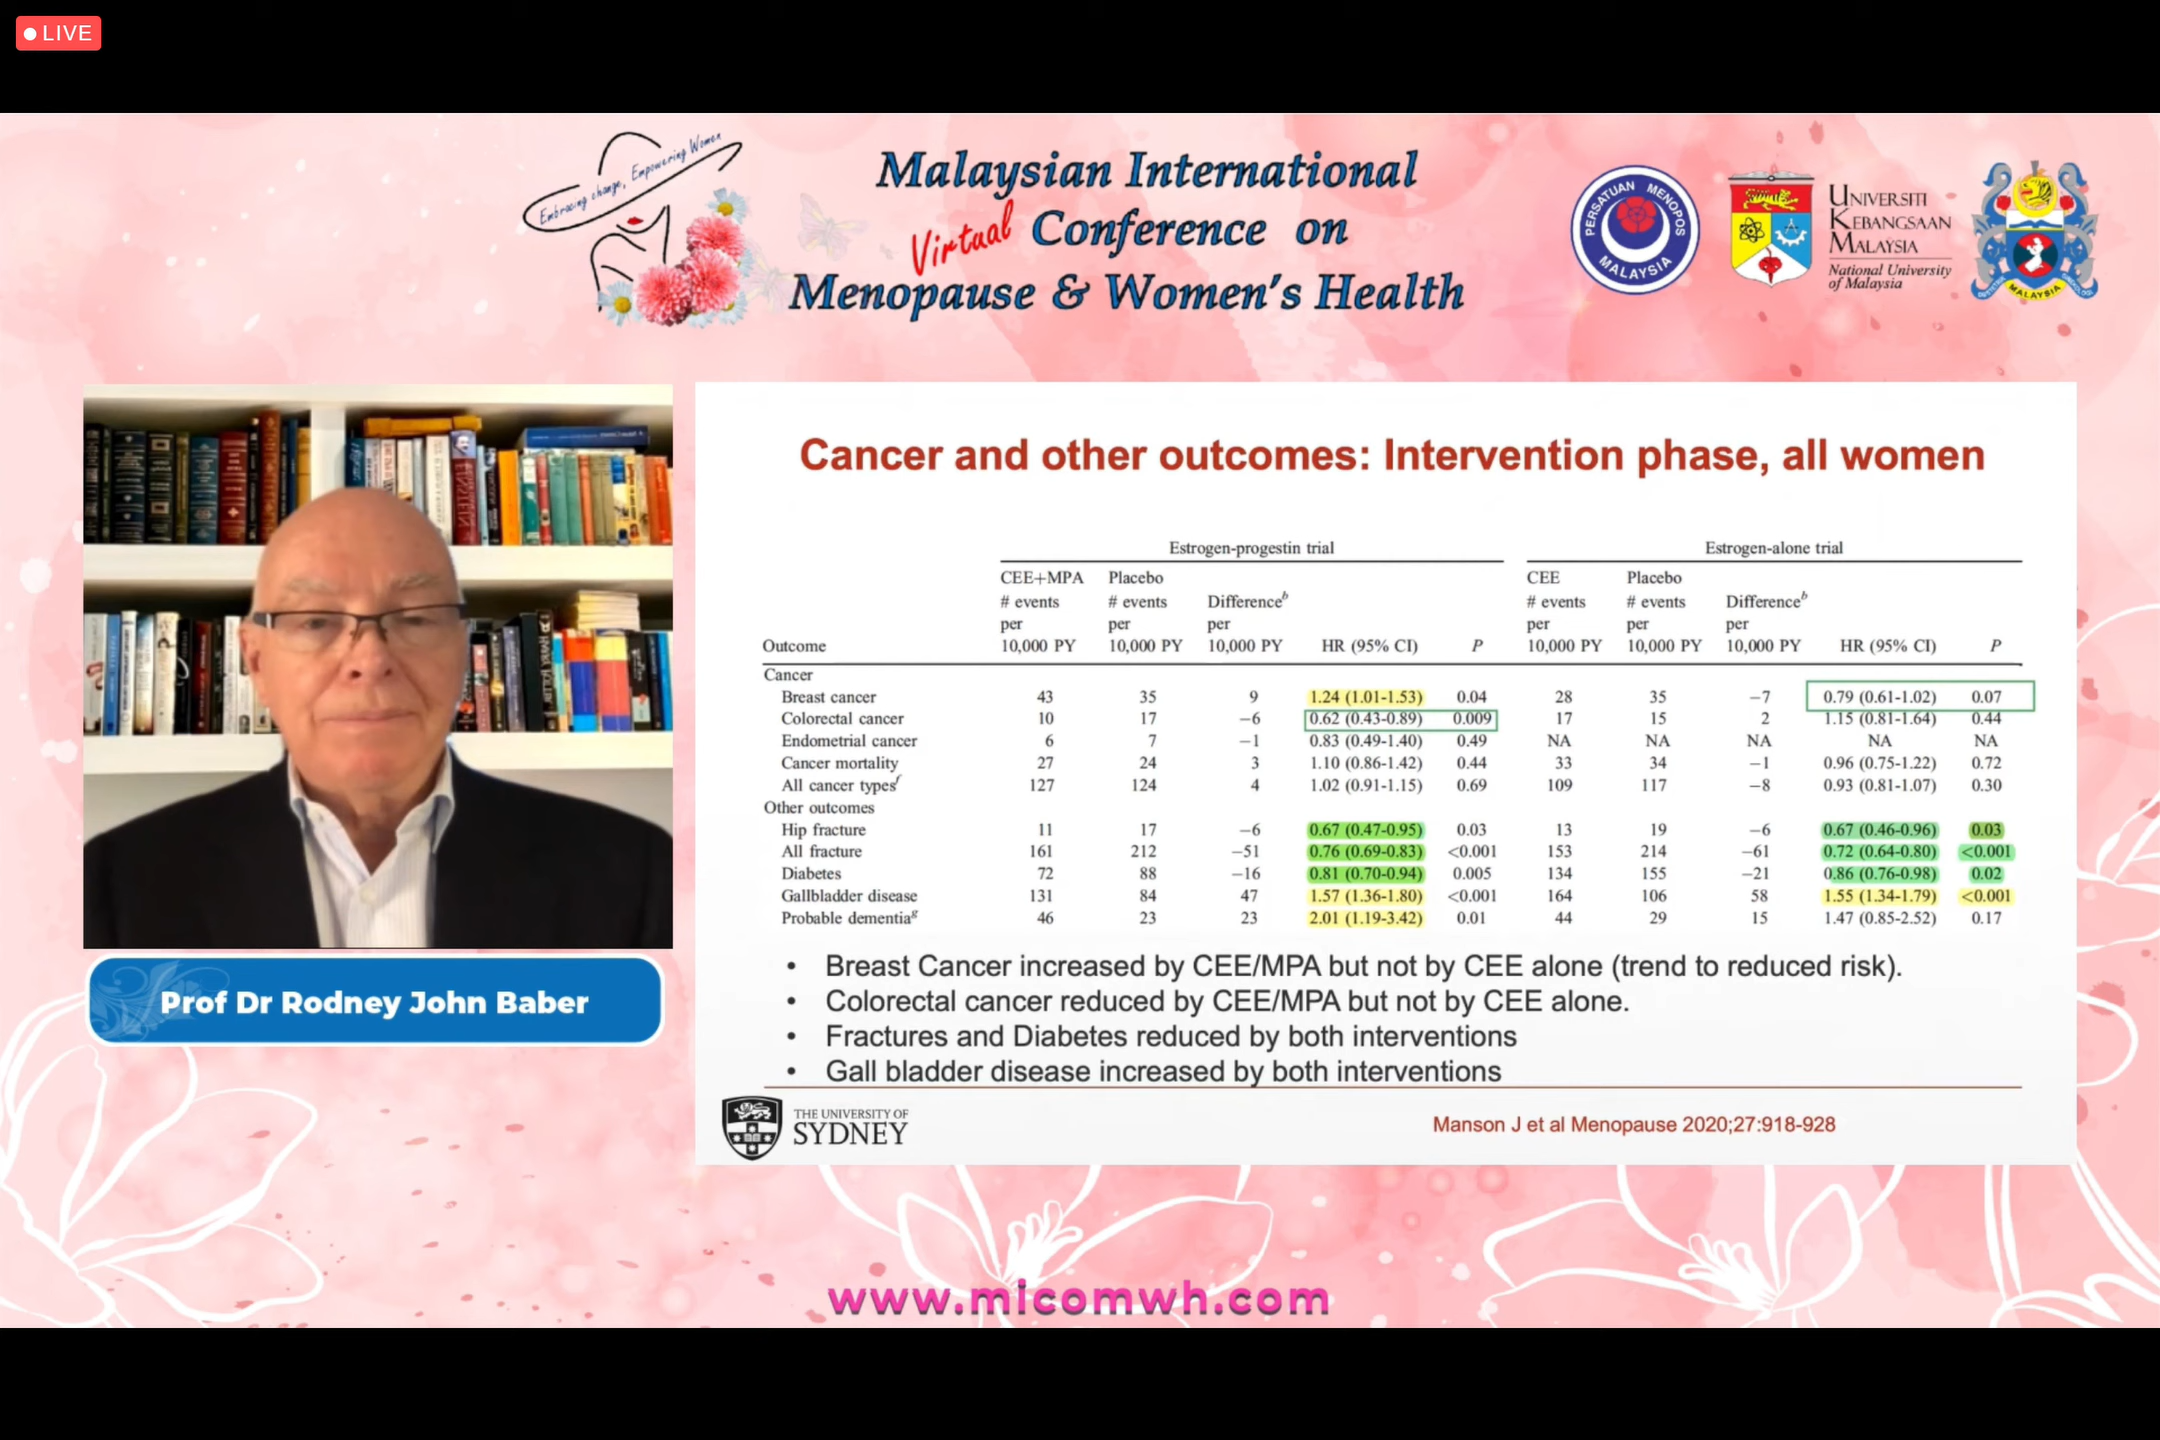 LIVE
Embracing change, Empowering Women
Malaysian International
Virtual Conference on
Menopause & Women's Health
PERSATUAN MENOPOS
MALAYSIA
UNIVERSITI
KEBANGSAAN
MALAYSIA
National University
of Malaysia
MALAYSIA
Prof Dr Rodney John Baber
Cancer and other outcomes: Intervention phase, all women
Estrogen-progestin trial Estrogen-alone trial
CEE+MPA Placebo CEE Placebo
# events # events Difference^b # events # events Difference^b
per per per per per per
Outcome 10,000 PY 10,000 PY 10,000 PY HR (95% CI) P 10,000 PY 10,000 PY 10,000 PY HR (95% CI) P
Cancer
Breast cancer 43 35 9 1.24 (1.01-1.53) 0.04 28 35 −7 0.79 (0.61-1.02) 0.07
Colorectal cancer 10 17 −6 0.62 (0.43-0.89) 0.009 17 15 2 1.15 (0.81-1.64) 0.44
Endometrial cancer 6 7 −1 0.83 (0.49-1.40) 0.49 NA NA NA NA NA
Cancer mortality 27 24 3 1.10 (0.86-1.42) 0.44 33 34 −1 0.96 (0.75-1.22) 0.72
All cancer types^f 127 124 4 1.02 (0.91-1.15) 0.69 109 117 −8 0.93 (0.81-1.07) 0.30
Other outcomes
Hip fracture 11 17 −6 0.67 (0.47-0.95) 0.03 13 19 −6 0.67 (0.46-0.96) 0.03
All fracture 161 212 −51 0.76 (0.69-0.83) <0.001 153 214 −61 0.72 (0.64-0.80) <0.001
Diabetes 72 88 −16 0.81 (0.70-0.94) 0.005 134 155 −21 0.86 (0.76-0.98) 0.02
Gallbladder disease 131 84 47 1.57 (1.36-1.80) <0.001 164 106 58 1.55 (1.34-1.79) <0.001
Probable dementia^g 46 23 23 2.01 (1.19-3.42) 0.01 44 29 15 1.47 (0.85-2.52) 0.17
• Breast Cancer increased by CEE/MPA but not by CEE alone (trend to reduced risk).
• Colorectal cancer reduced by CEE/MPA but not by CEE alone.
• Fractures and Diabetes reduced by both interventions
• Gall bladder disease increased by both interventions
THE UNIVERSITY OF
SYDNEY
Manson J et al Menopause 2020;27:918-928
www.micomwh.com